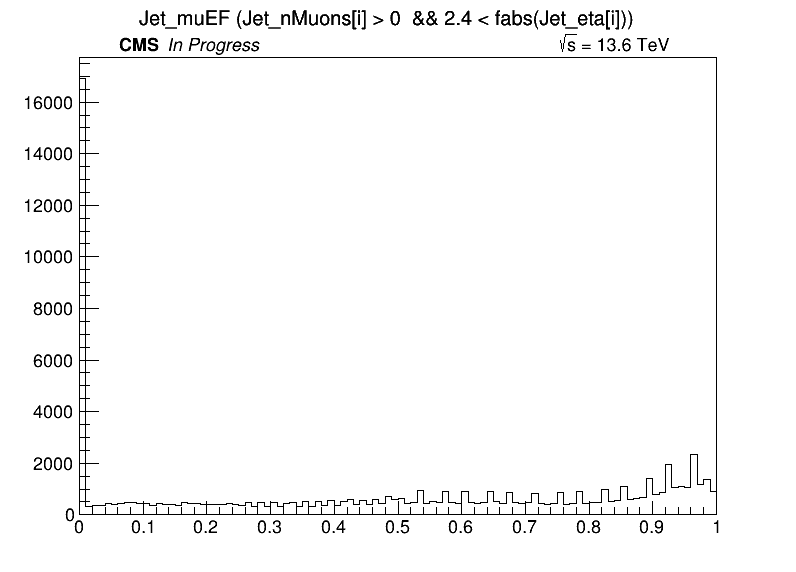 Jet_muEF (Jet_nMuons[i] > 0 && 2.4 < fabs(Jet_eta[i]))
CMS In Progress
√s = 13.6 TeV
16000
14000
12000
10000
8000
6000
4000
2000
0
0 0.1 0.2 0.3 0.4 0.5 0.6 0.7 0.8 0.9 1